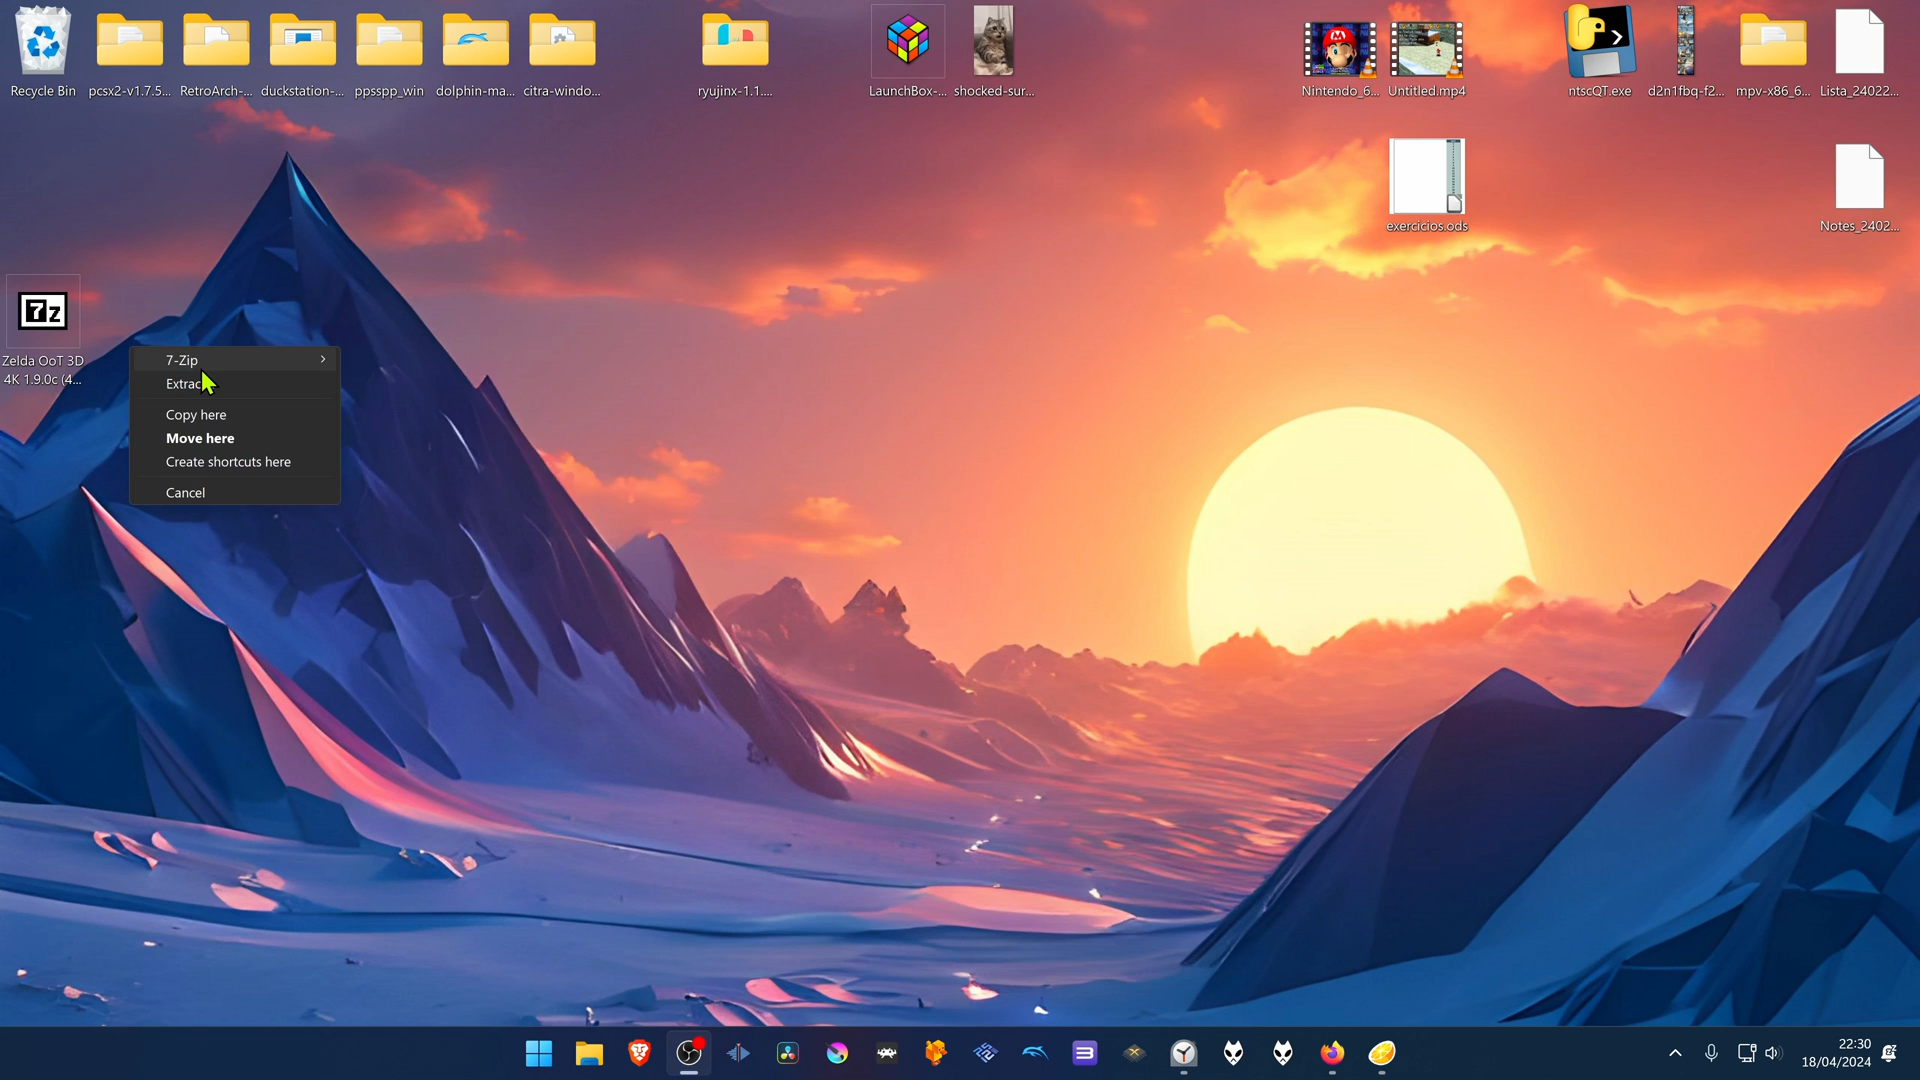 Recycle Bin
pcsx2-v1.7.5...
RetroArch-...
duckstation-...
ppsspp_win
dolphin-ma...
citra-windo...
ryujinx-1.1....
LaunchBox-...
shocked-sur...
Nintendo_6...
Untitled.mp4
ntscQT.exe
d2n1fbq-f2...
mpv-x86_6...
Lista_24022...
exercicios.ods
Notes_2402...
7z
Zelda OoT 3D
4K 1.9.0c (4...
7-Zip
Extrac
Copy here
Move here
Create shortcuts here
Cancel
22:30
18/04/2024